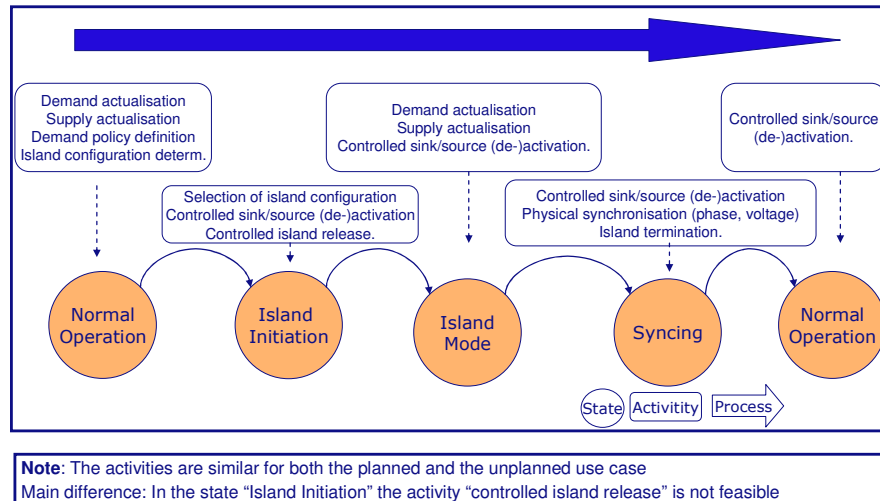 Demand actualisation
Supply actualisation
Demand policy definition
Island configuration determ.
Demand actualisation
Supply actualisation
Controlled sink/source (de-)activation.
Controlled sink/source
(de-)activation.
Selection of island configuration
Controlled sink/source (de-)activation
Controlled island release.
Controlled sink/source (de-)activation
Physical synchronisation (phase, voltage)
Island termination.
Normal
Operation
Island
Initiation
Island
Mode
Syncing
Normal
Operation
State
Activitity
Process
Note: The activities are similar for both the planned and the unplanned use case
Main difference: In the state “Island Initiation” the activity “controlled island release” is not feasible